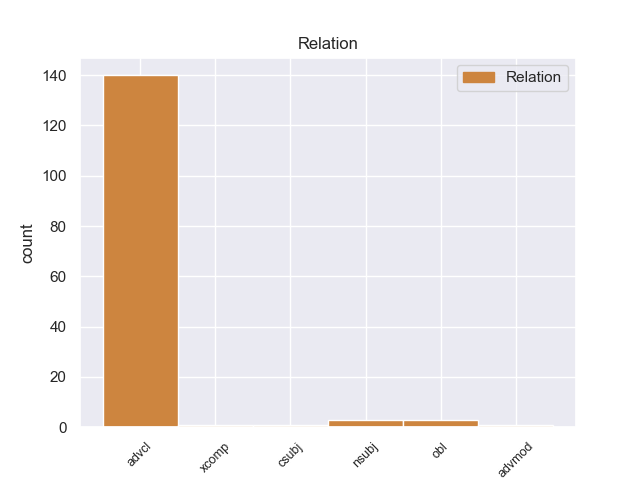 Relation
Relation
count
140
120
100
80
60
40
20
0
advcl
xcomp
csubj
nsubj
obl
advmod